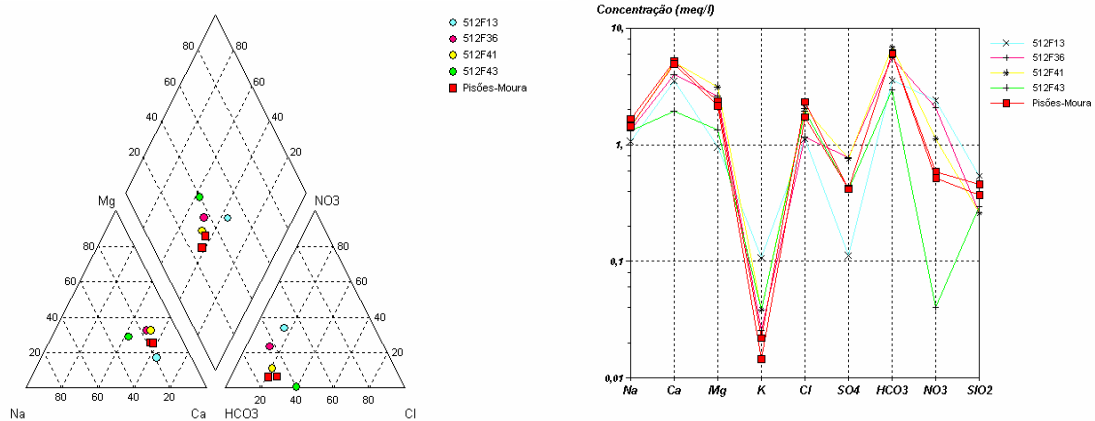 80
80
60
60
40
40
20
20
Mg
NO3
80
80
60
60
40
40
20
20
80
60
40
20
20
40
60
80
Na
Ca
HCO3
Cl
512F13
512F36
512F41
512F43
Pisões-Moura
Concentração (meq/l)
10,
1,
0,1
0,01
Na
Ca
Mg
K
Cl
SO4
HCO3
NO3
SIO2
512F13
512F36
512F41
512F43
Pisões-Moura